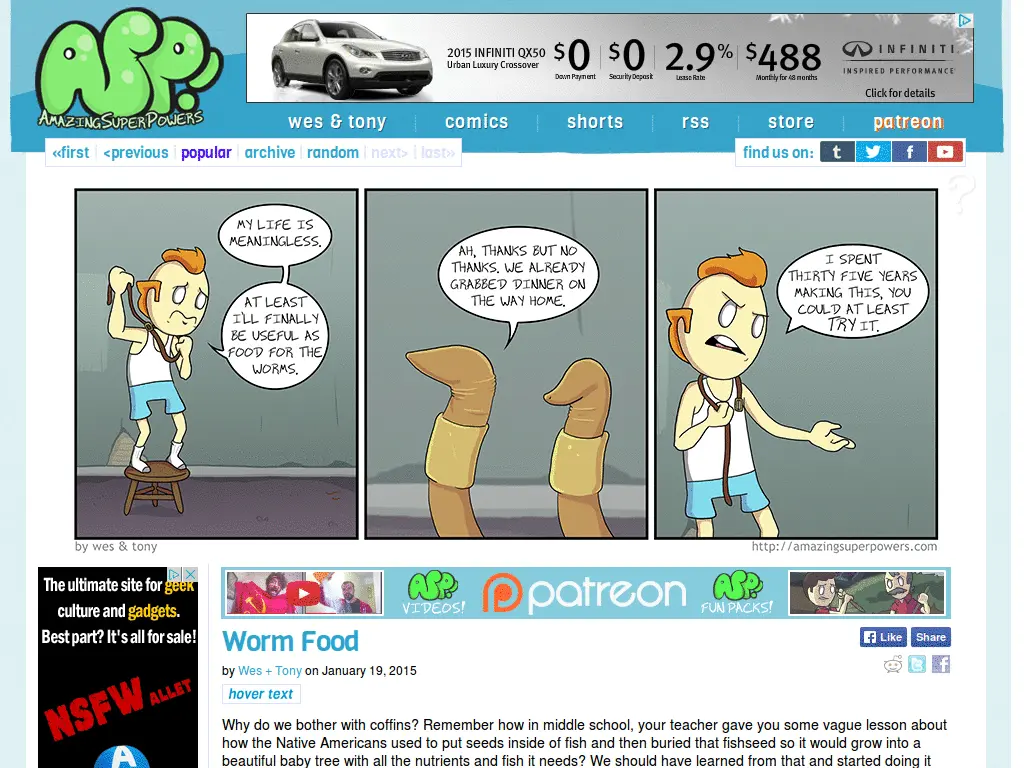 AMAZINGSUPERPOWERS
2015 INFINITI QX50
Urban Luxury Crossover
$0
Down Payment
$0
Security Deposit
2.9%
Lease Rate
$488
Monthly for 48 months
INFINITI
INSPIRED PERFORMANCE™
Click for details
wes & tony
comics
shorts
rss
store
patreon
‹‹first
<previous
popular
archive
random
next>
last››
find us on:
MY LIFE IS
MEANINGLESS.
AT LEAST
I'LL FINALLY
BE USEFUL AS
FOOD FOR THE
WORMS.
AH, THANKS BUT NO
THANKS. WE ALREADY
GRABBED DINNER ON
THE WAY HOME.
I SPENT
THIRTY FIVE YEARS
MAKING THIS, YOU
COULD AT LEAST
TRY IT.
by wes & tony
http://amazingsuperpowers.com
The ultimate site for geek
culture and gadgets.
Best part? It's all for sale!
NSFW ALLET
ASP
VIDEOS!
patreon
ASP
FUN PACKS!
Worm Food
Like
Share
by Wes + Tony on January 19, 2015
hover text
Why do we bother with coffins? Remember how in middle school, your teacher gave you some vague lesson about
how the Native Americans used to put seeds inside of fish and then buried that fishseed so it would grow into a
beautiful baby tree with all the nutrients and fish it needs? We should have learned from that and started doing it